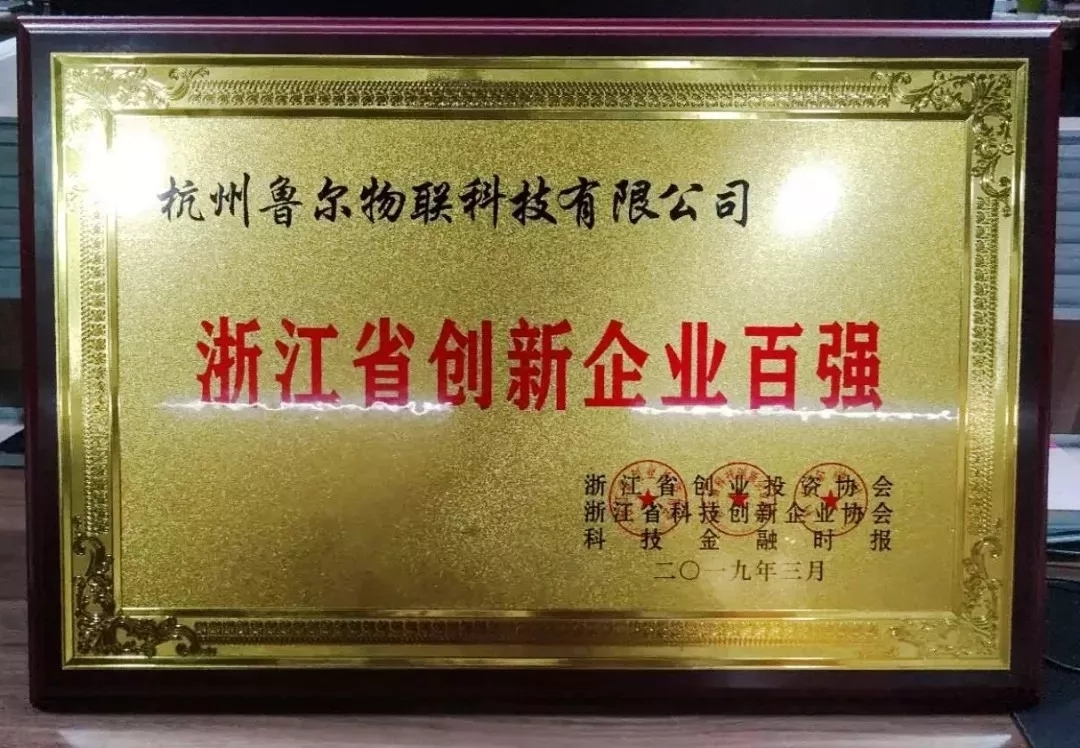 杭州鲁尔物联科技有限公司
浙江省创新企业百强
浙江省创业投资协会
浙江省科技创新企业协会
科技金融时报
二〇一九年三月